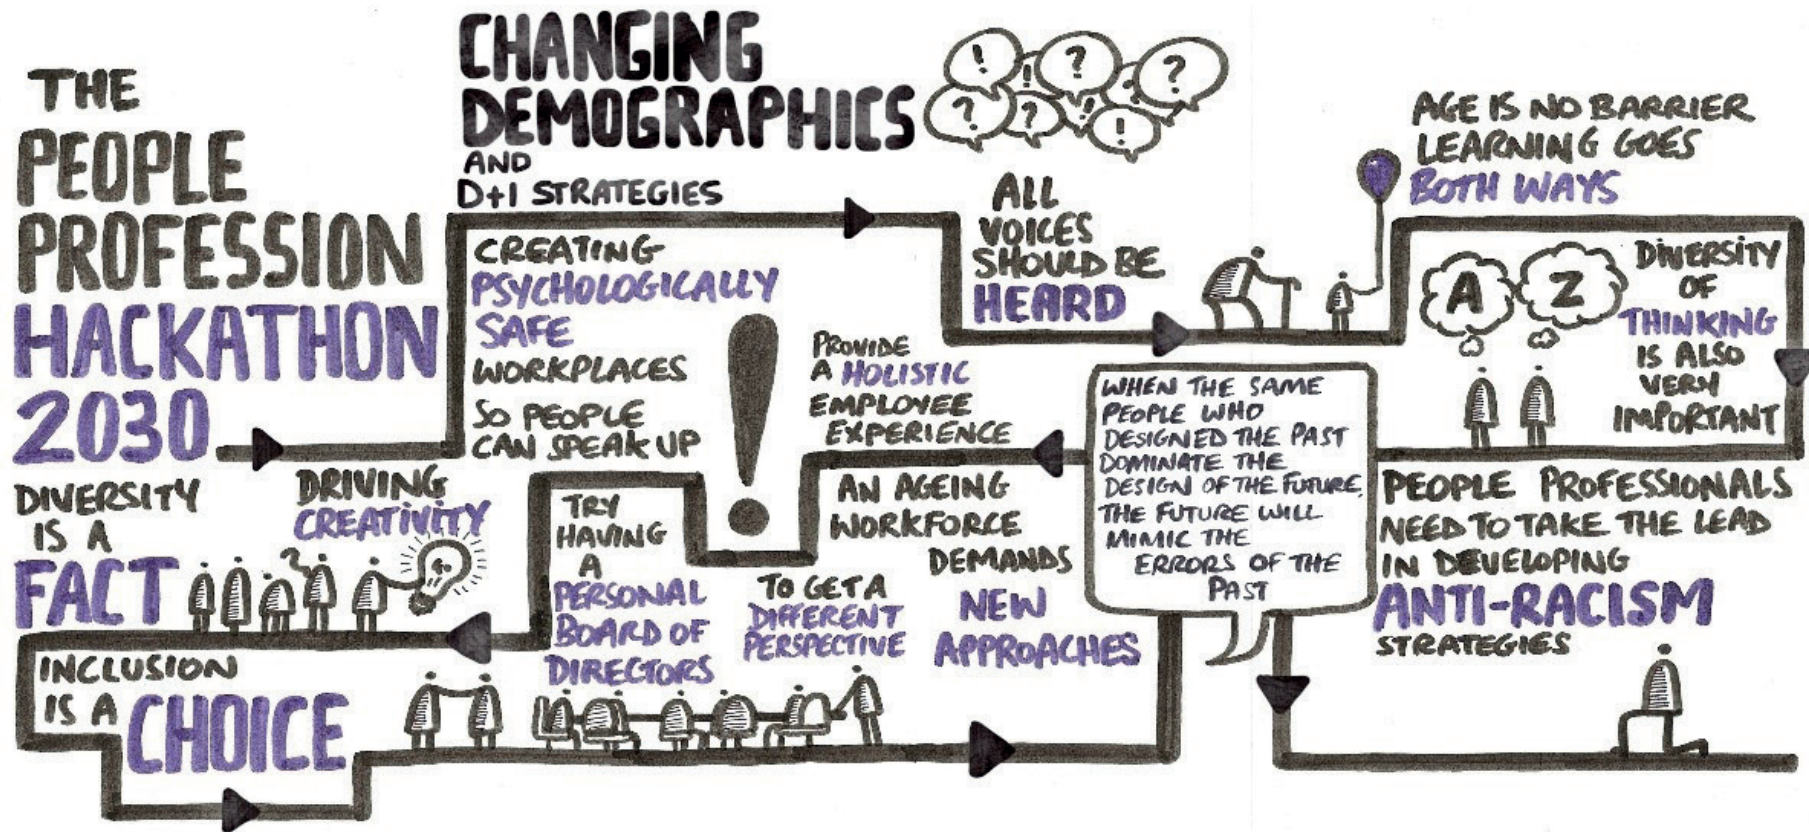 THE
PEOPLE
PROFESSION
HACKATHON
2030
CHANGING
DEMOGRAPHICS
AND
D+I STRATEGIES
! ! ? ? ?
? ? ! !
CREATING
PSYCHOLOGICALLY
SAFE
WORKPLACES
SO PEOPLE
CAN SPEAK UP
!
ALL
VOICES
SHOULD BE
HEARD
AGE IS NO BARRIER
LEARNING GOES
BOTH WAYS
A Z
DIVERSITY
OF
THINKING
IS ALSO
VERY
IMPORTANT
PROVIDE
A HOLISTIC
EMPLOYEE
EXPERIENCE
WHEN THE SAME
PEOPLE WHO
DESIGNED THE PAST
DOMINATE THE
DESIGN OF THE FUTURE,
THE FUTURE WILL
MIMIC THE
ERRORS OF THE
PAST
AN AGEING
WORKFORCE
DEMANDS
NEW
APPROACHES
TRY
HAVING
A
PERSONAL
BOARD OF
DIRECTORS
TO GET A
DIFFERENT
PERSPECTIVE
DRIVING
CREATIVITY
DIVERSITY
IS A
FACT
?
INCLUSION
IS A
CHOICE
PEOPLE PROFESSIONALS
NEED TO TAKE THE LEAD
IN DEVELOPING
ANTI-RACISM
STRATEGIES